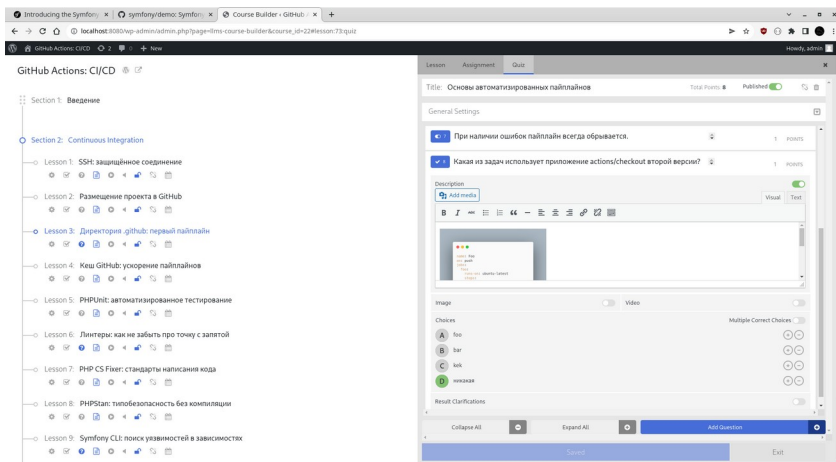 Introducing the Symfony
symfony/demo: Symfony
Course Builder ‹ GitHub
localhost:8080/wp-admin/admin.php?page=llms-course-builder&course_id=22#lesson:73:quiz
GitHub Actions: CI/CD
2
0
+ New
Howdy, admin
GitHub Actions: CI/CD
Section 1: Введение
Section 2: Continuous Integration
Lesson 1: SSH: защищённое соединение
Lesson 2: Размещение проекта в GitHub
Lesson 3: Директория .github: первый пайплайн
Lesson 4: Кеш GitHub: ускорение пайплайнов
Lesson 5: PHPUnit: автоматизированное тестирование
Lesson 6: Линтеры: как не забыть про точку с запятой
Lesson 7: PHP CS Fixer: стандарты написания кода
Lesson 8: PHPStan: типобезопасность без компиляции
Lesson 9: Symfony CLI: поиск уязвимостей в зависимостях
Lesson Assignment Quiz
Title: Основы автоматизированных пайплайнов
Total Points: 8
Published
General Settings
7 При наличии ошибок пайплайн всегда обрывается.
1 POINTS
8 Какая из задач использует приложение actions/checkout второй версии?
1 POINTS
Description
Add media
Visual Text
Image
Video
Choices
Multiple Correct Choices
A foo
B bar
C kek
D никакая
Result Clarifications
Collapse All
Expand All
Add Question
Saved
Exit